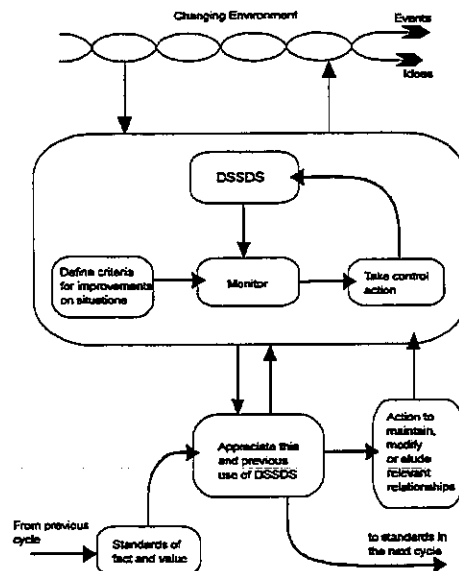 Changing Environment
Events
Ideas
DSSDS
Define criteria
for improvements
on situations
Monitor
Take control
action
Appreciate this
and previous
use of DSSDS
Action to
maintain,
modify
or elude
relevant
relationships
From previous
cycle
Standards of
fact and value
to standards in
the next cycle